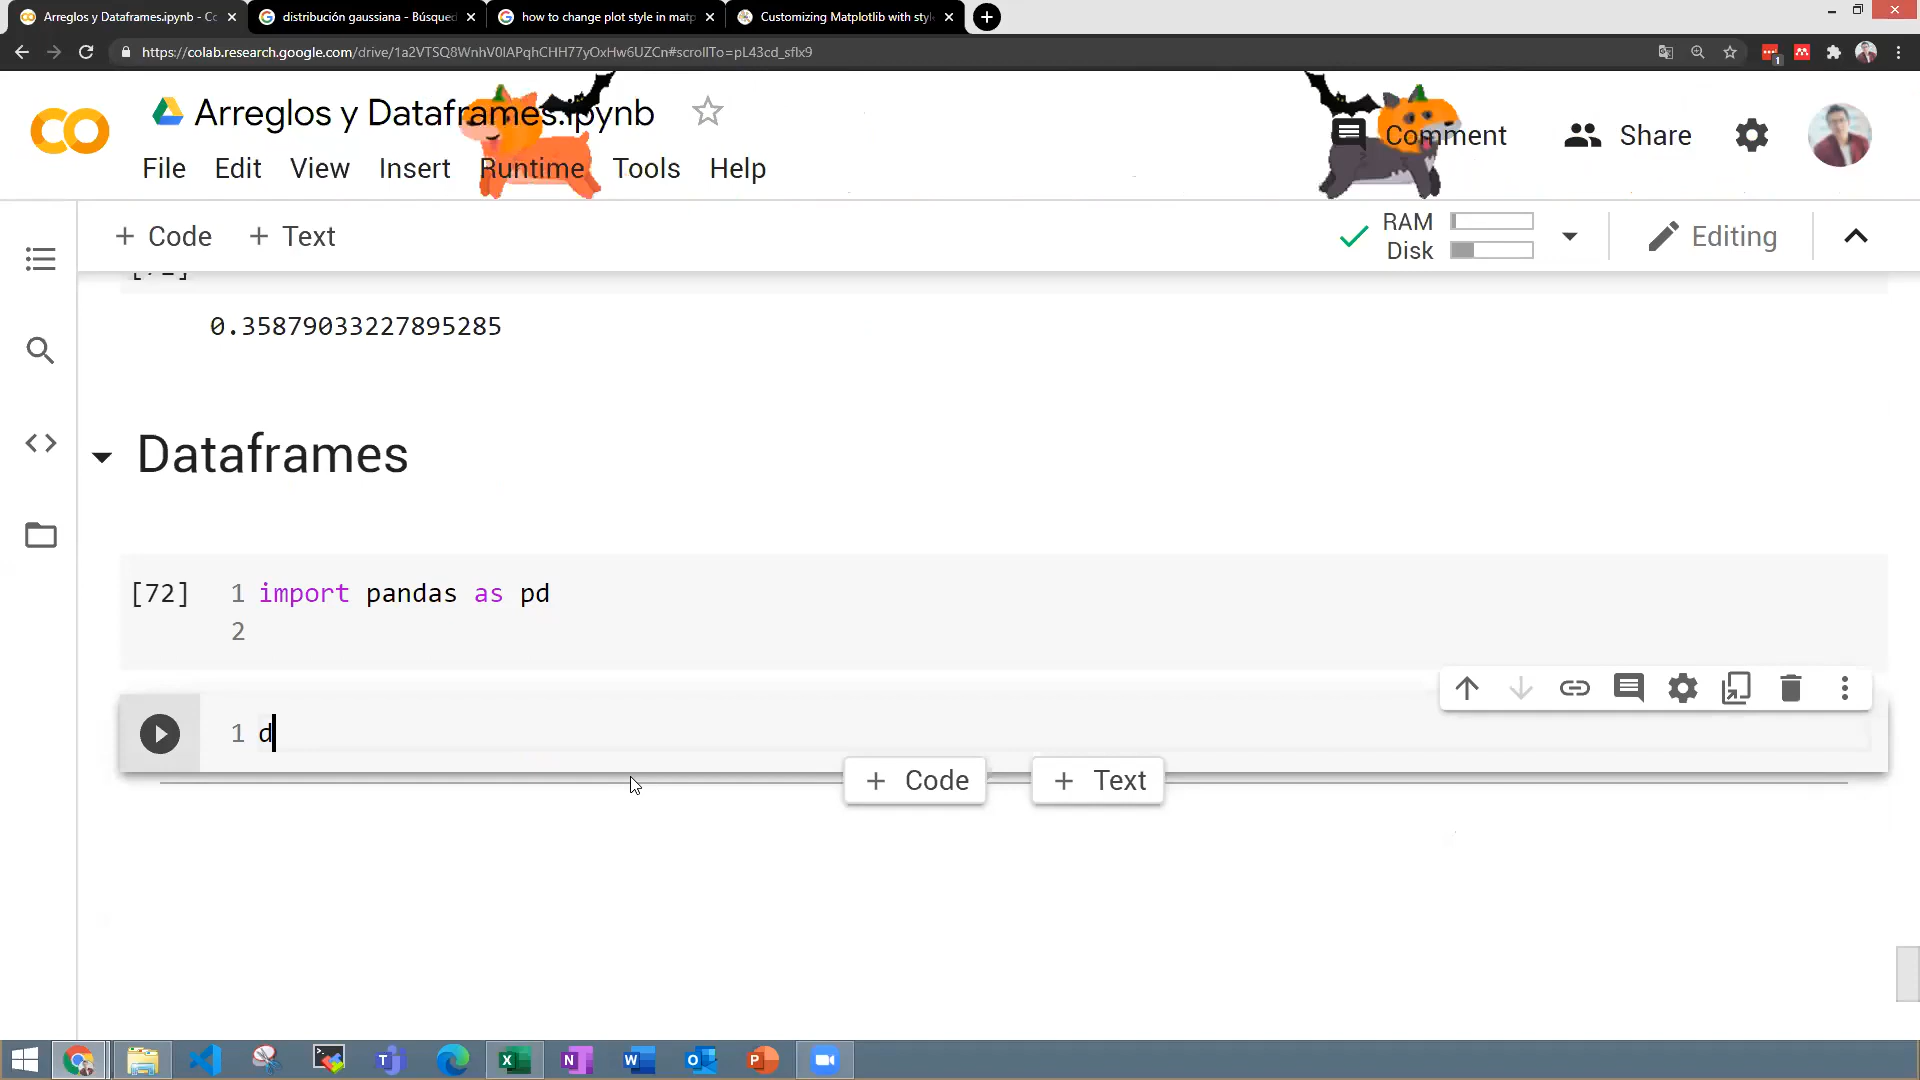 Arreglos y Dataframes.ipynb - Cc
distribución gaussiana - Búsqued
how to change plot style in matp
Customizing Matplotlib with styl
https://colab.research.google.com/drive/1a2VTSQ8WnhV0lAPqhCHH77yOxHw6UZCn#scrollTo=pL43cd_sflx9
Arreglos y Dataframes.ipynb
Comment
Share
File Edit View Insert Runtime Tools Help
+ Code + Text
RAM
Disk
Editing
0.35879033227895285
Dataframes
[72] 1 import pandas as pd
2
1 d
+ Code + Text